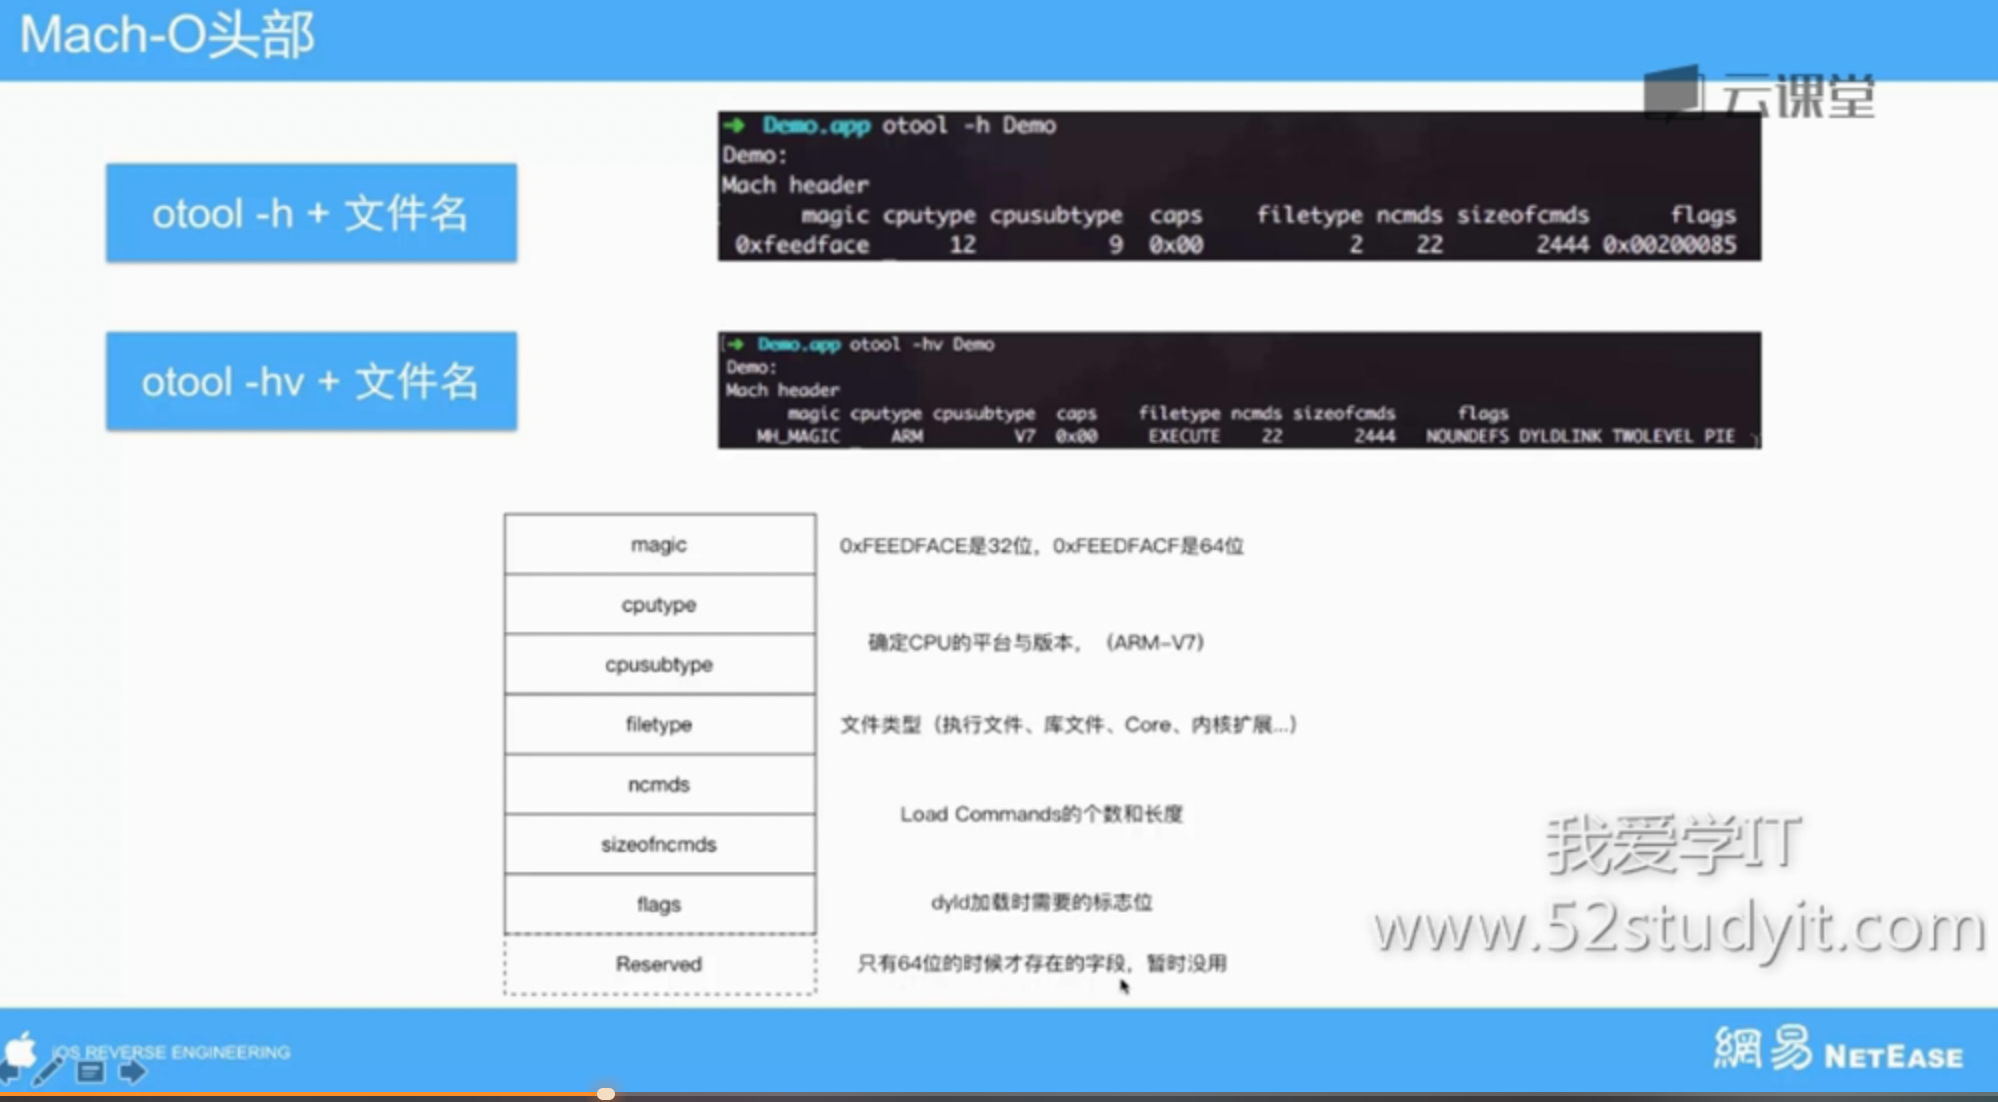 Mach-O头部
云课堂
otool -h + 文件名
➜ Demo.app otool -h Demo
Demo:
Mach header
magic cputype cpusubtype caps filetype ncmds sizeofcmds flags
0xfeedface 12 9 0x00 2 22 2444 0x00200085
otool -hv + 文件名
➜ Demo.app otool -hv Demo
Demo:
Mach header
magic cputype cpusubtype caps filetype ncmds sizeofcmds flags
MH_MAGIC ARM V7 0x00 EXECUTE 22 2444 NOUNDEFS DYLDLINK TWOLEVEL PIE
magic
0xFEEDFACE是32位，0xFEEDFACF是64位
cputype
确定CPU的平台与版本，（ARM-V7）
cpusubtype
filetype
文件类型（执行文件、库文件、Core、内核扩展...）
ncmds
Load Commands的个数和长度
sizeofncmds
flags
dyld加载时需要的标志位
Reserved
只有64位的时候才存在的字段，暂时没用
我爱学IT
www.52studyit.com
iOS REVERSE ENGINEERING
網易 NETEASE